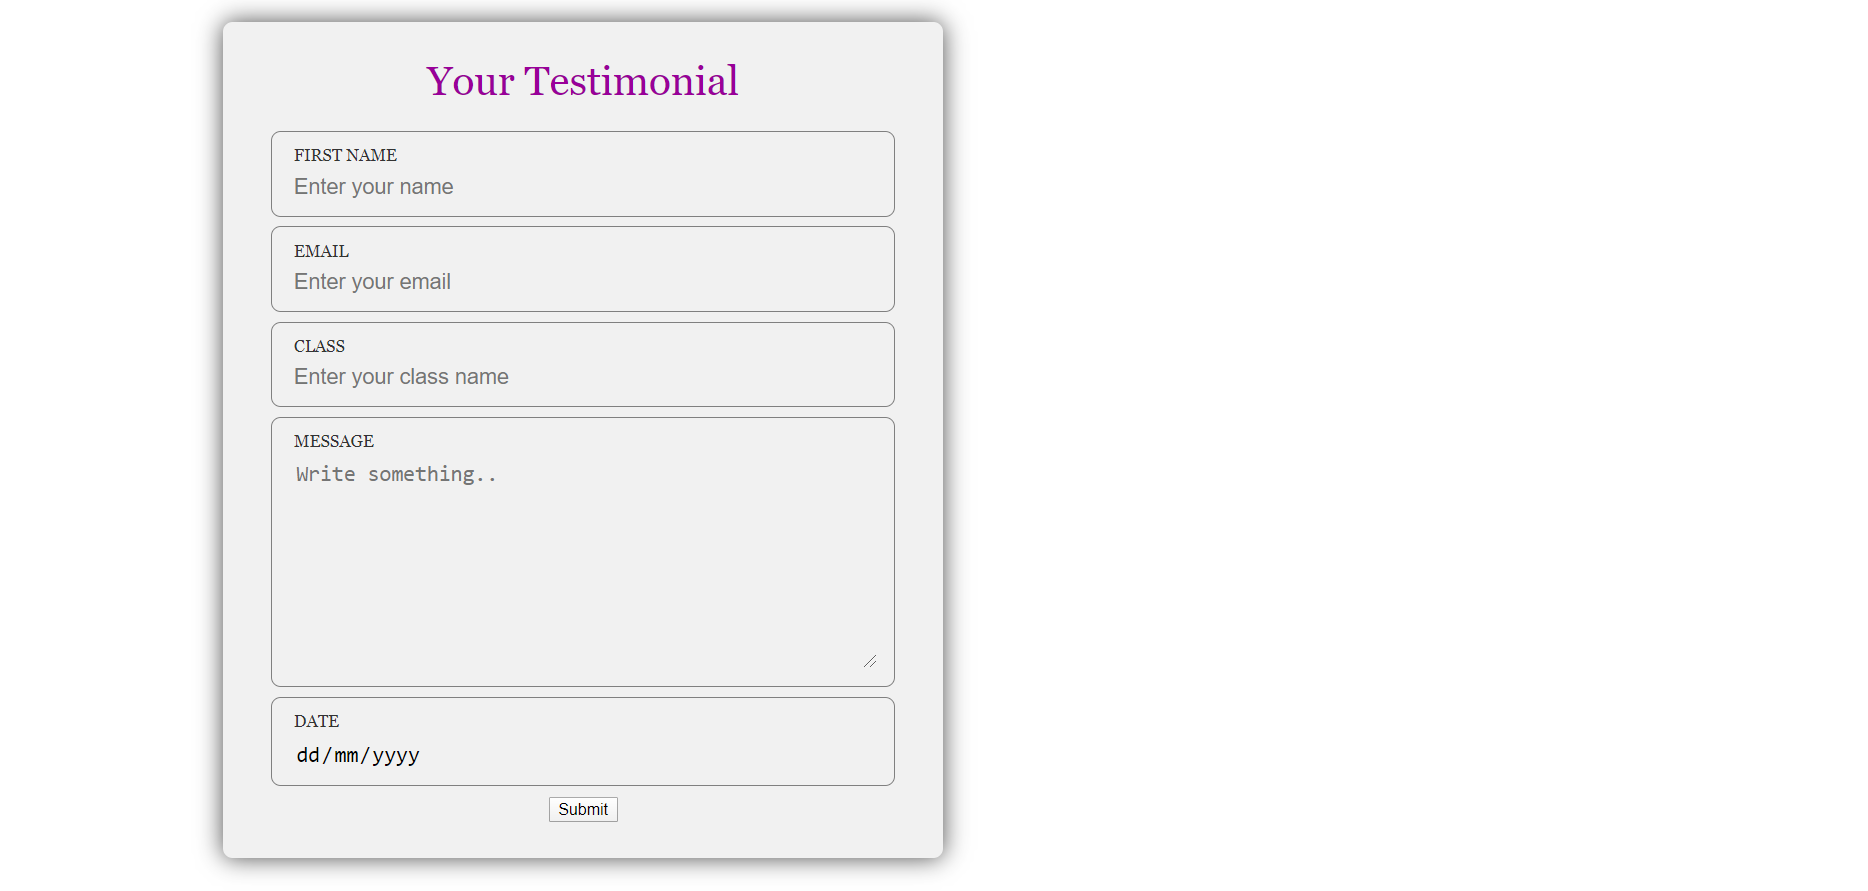 Your Testimonial
FIRST NAME
Enter your name
EMAIL
Enter your email
CLASS
Enter your class name
MESSAGE
Write something..
DATE
dd/mm/yyyy
Submit